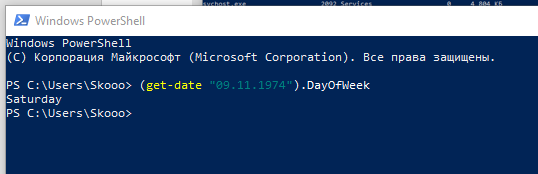 svchost.exe 2092 Services 0 4 804 КБ
Windows PowerShell
Windows PowerShell
(C) Корпорация Майкрософт (Microsoft Corporation). Все права защищены.
PS C:\Users\Skooo> (get-date "09.11.1974").DayOfWeek
Saturday
PS C:\Users\Skooo>